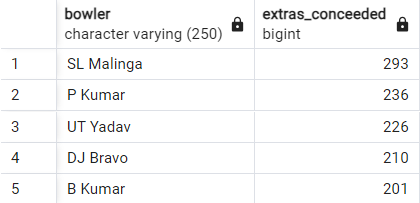 bowler extras_conceeded
character varying (250) bigint
1 SL Malinga 293
2 P Kumar 236
3 UT Yadav 226
4 DJ Bravo 210
5 B Kumar 201